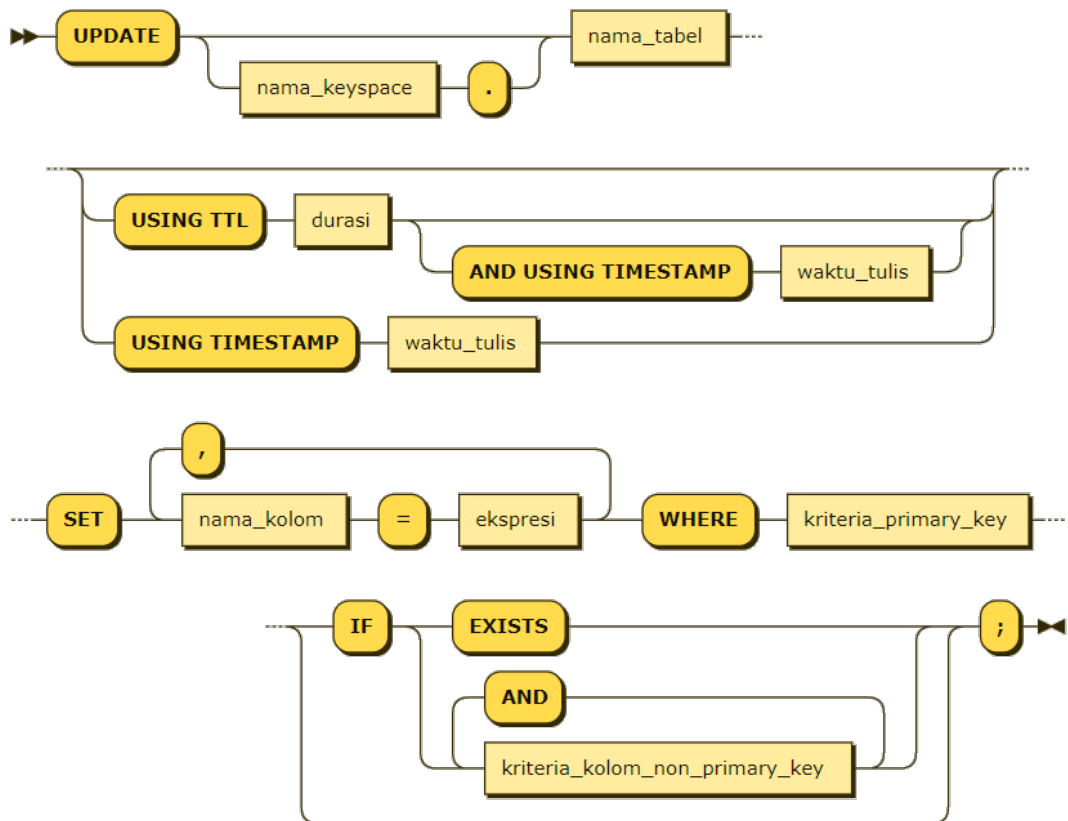 UPDATE nama_tabel
nama_keyspace .
USING TTL durasi
AND USING TIMESTAMP waktu_tulis
USING TIMESTAMP waktu_tulis
,
SET nama_kolom = ekspresi WHERE kriteria_primary_key
IF EXISTS ;
AND
kriteria_kolom_non_primary_key